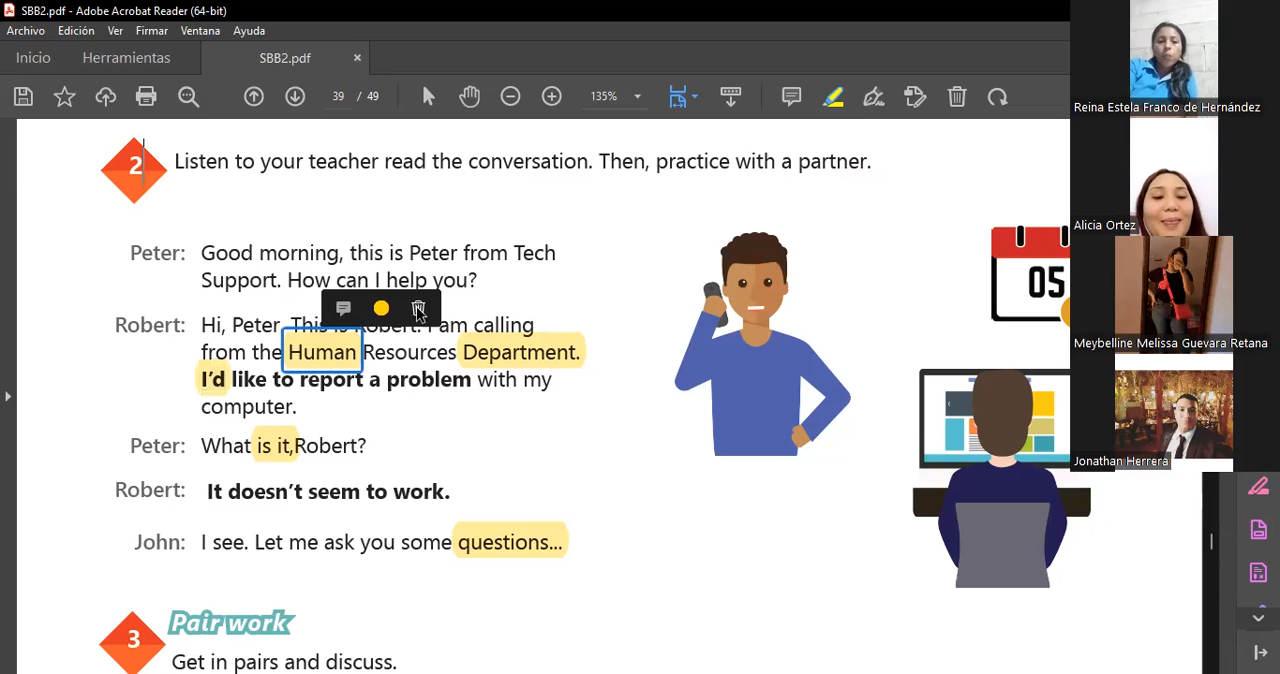 SBB2.pdf - Adobe Acrobat Reader (64-bit)
Archivo Edición Ver Firmar Ventana Ayuda
Inicio Herramientas SBB2.pdf ×
39 / 49 135%
2 Listen to your teacher read the conversation. Then, practice with a partner.
Peter: Good morning, this is Peter from Tech
Support. How can I help you?
Robert: Hi, Peter. This is Robert. I am calling
from the Human Resources Department.
I'd like to report a problem with my
computer.
Peter: What is it,Robert?
Robert: It doesn't seem to work.
John: I see. Let me ask you some questions...
3 Pair work
Get in pairs and discuss.
05
Reina Estela Franco de Hernández
Alicia Ortez
Meybelline Melissa Guevara Retana
Jonathan Herrera